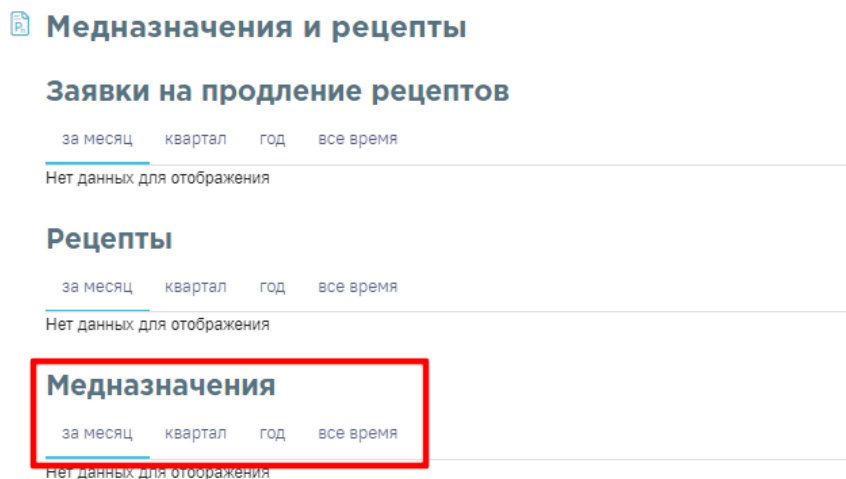 Медназначения и рецепты
Заявки на продление рецептов
за месяц квартал год все время
Нет данных для отображения
Рецепты
за месяц квартал год все время
Нет данных для отображения
Медназначения
за месяц квартал год все время
Нет данных для отображения